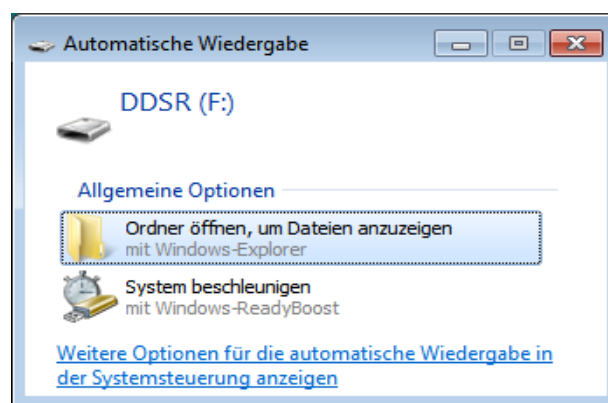 Automatische Wiedergabe
DDSR (F:)
Allgemeine Optionen
Ordner öffnen, um Dateien anzuzeigen
mit Windows-Explorer
System beschleunigen
mit Windows-ReadyBoost
Weitere Optionen für die automatische Wiedergabe in
der Systemsteuerung anzeigen